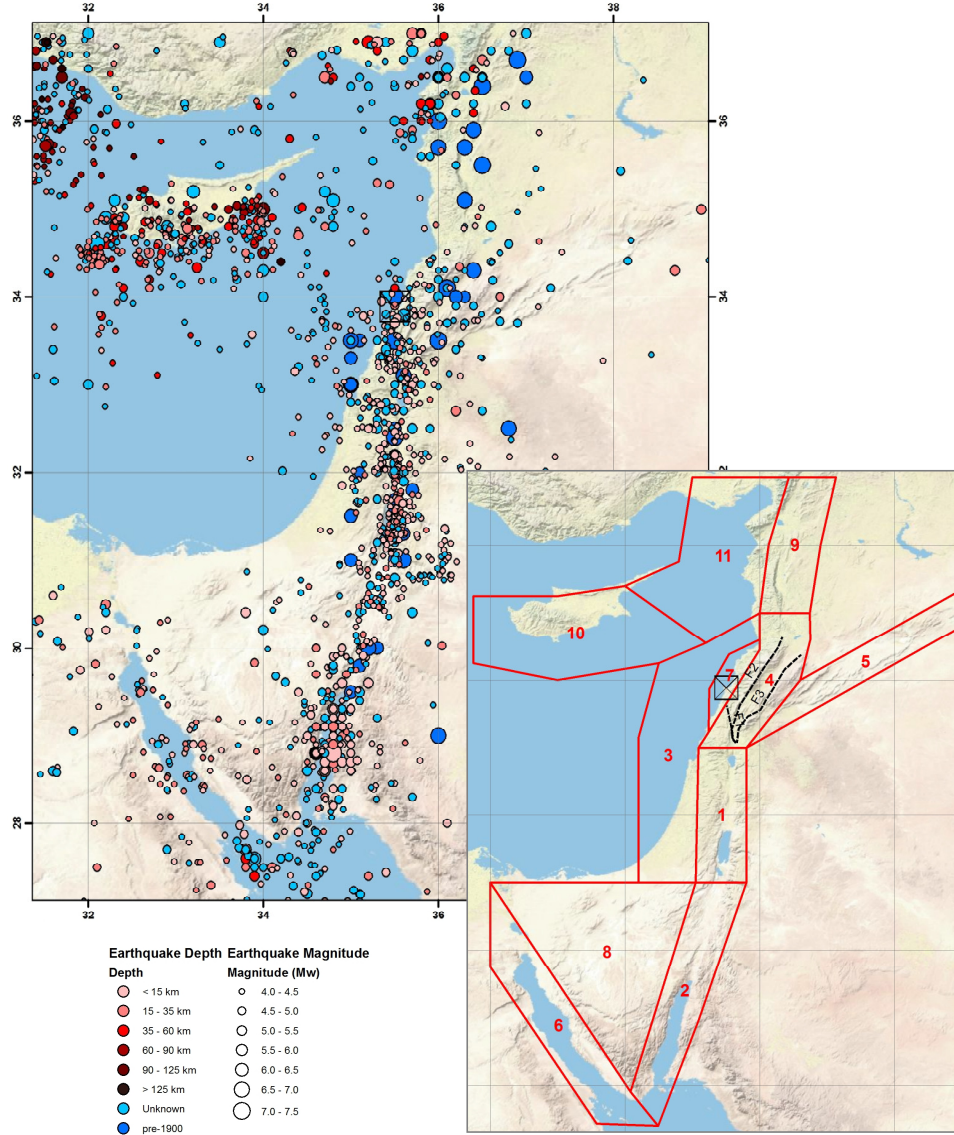 32 34 36 38
36 36
34 34
32
30
28
32 34 36
11 9
10
7 F2 4 5
F3
3
1
8
2
6
Earthquake Depth Earthquake Magnitude
Depth Magnitude (Mw)
< 15 km 4.0 - 4.5
15 - 35 km 4.5 - 5.0
35 - 60 km 5.0 - 5.5
60 - 90 km 5.5 - 6.0
90 - 125 km 6.0 - 6.5
> 125 km 6.5 - 7.0
Unknown 7.0 - 7.5
pre-1900